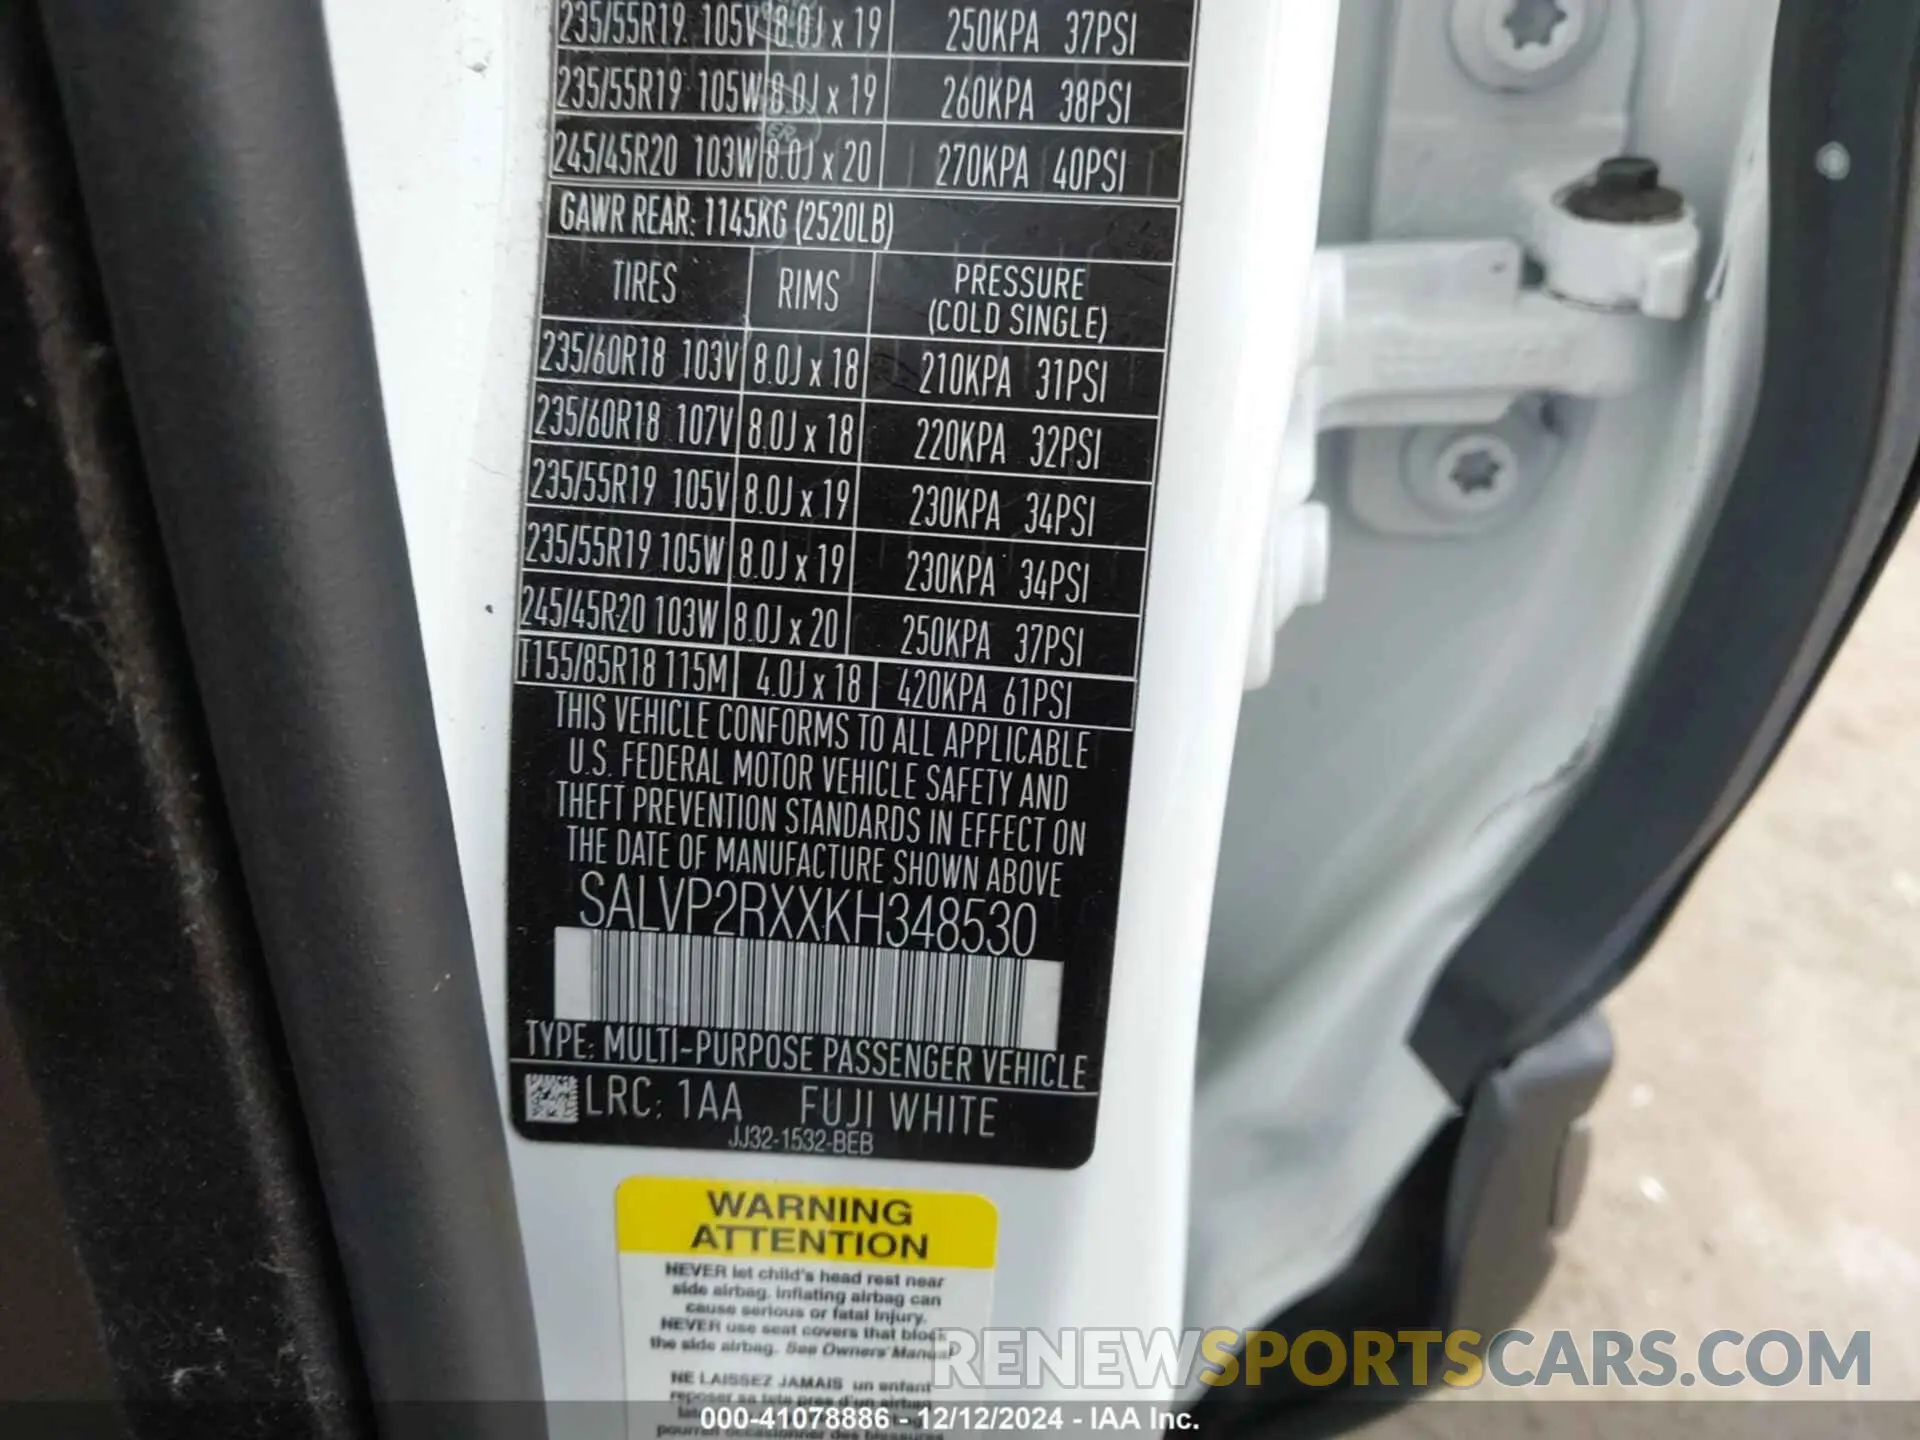 235/55R19 105V 8.0J x 19 250KPA 37PSI
235/55R19 105W 8.0J x 19 260KPA 38PSI
245/45R20 103W 8.0J x 20 270KPA 40PSI
GAWR REAR: 1145KG (2520LB)
TIRES RIMS PRESSURE
(COLD SINGLE)
235/60R18 103V 8.0J x 18 210KPA 31PSI
235/60R18 107V 8.0J x 18 220KPA 32PSI
235/55R19 105V 8.0J x 19 230KPA 34PSI
235/55R19 105W 8.0J x 19 230KPA 34PSI
245/45R20 103W 8.0J x 20 250KPA 37PSI
T155/85R18 115M 4.0J x 18 420KPA 61PSI
THIS VEHICLE CONFORMS TO ALL APPLICABLE
U.S. FEDERAL MOTOR VEHICLE SAFETY AND
THEFT PREVENTION STANDARDS IN EFFECT ON
THE DATE OF MANUFACTURE SHOWN ABOVE
SALVP2RXXKH348530
TYPE: MULTI-PURPOSE PASSENGER VEHICLE
LRC: 1AA FUJI WHITE
JJ32-1532-BEB
WARNING
ATTENTION
NEVER let child's head rest near
side airbag. Inflating airbag can
cause serious or fatal injury.
NEVER use seat covers that block
the side airbag. See Owners' Manual
NE LAISSEZ JAMAIS un enfant
reposer sa tete pres d'un airbag
RENEWSPORTSCARS.COM
000-41078886 - 12/12/2024 - IAA Inc.